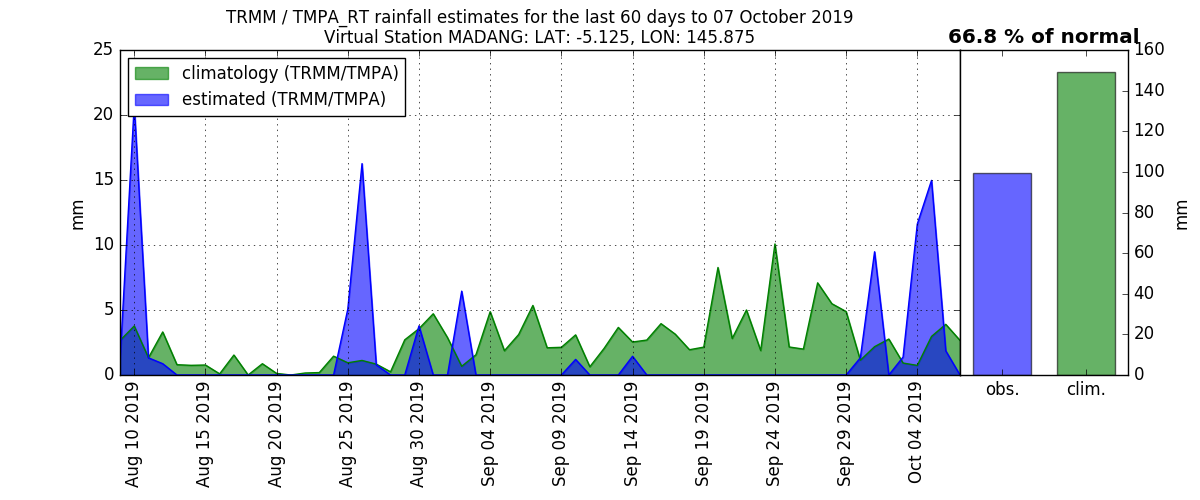 TRMM / TMPA_RT rainfall estimates for the last 60 days to 07 October 2019
Virtual Station MADANG: LAT: -5.125, LON: 145.875
66.8 % of normal
climatology (TRMM/TMPA)
estimated (TRMM/TMPA)
25
20
15
10
5
0
mm
160
140
120
100
80
60
40
20
0
mm
obs.
clim.
Aug 10 2019
Aug 15 2019
Aug 20 2019
Aug 25 2019
Aug 30 2019
Sep 04 2019
Sep 09 2019
Sep 14 2019
Sep 19 2019
Sep 24 2019
Sep 29 2019
Oct 04 2019